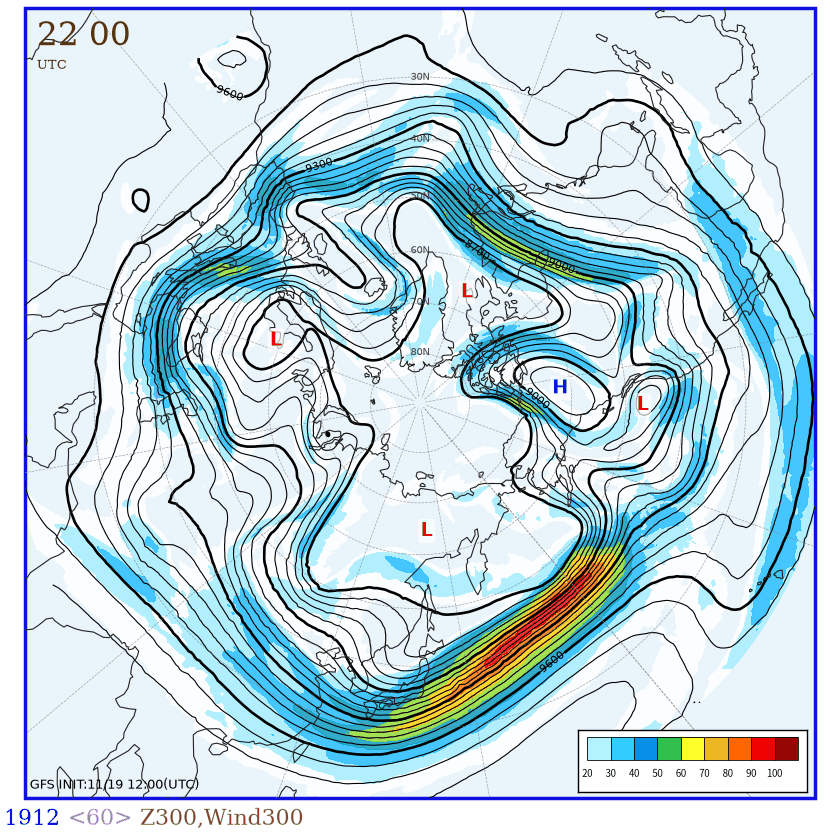 22 00
UTC
9600
30N
40N
9300
50N
60N
8700
9000
L
70N
L
80N
H
9000
L
L
9600
20 30 40 50 60 70 80 90 100
GFS INIT:11/19 12:00(UTC)
1912 <60> Z300,Wind300